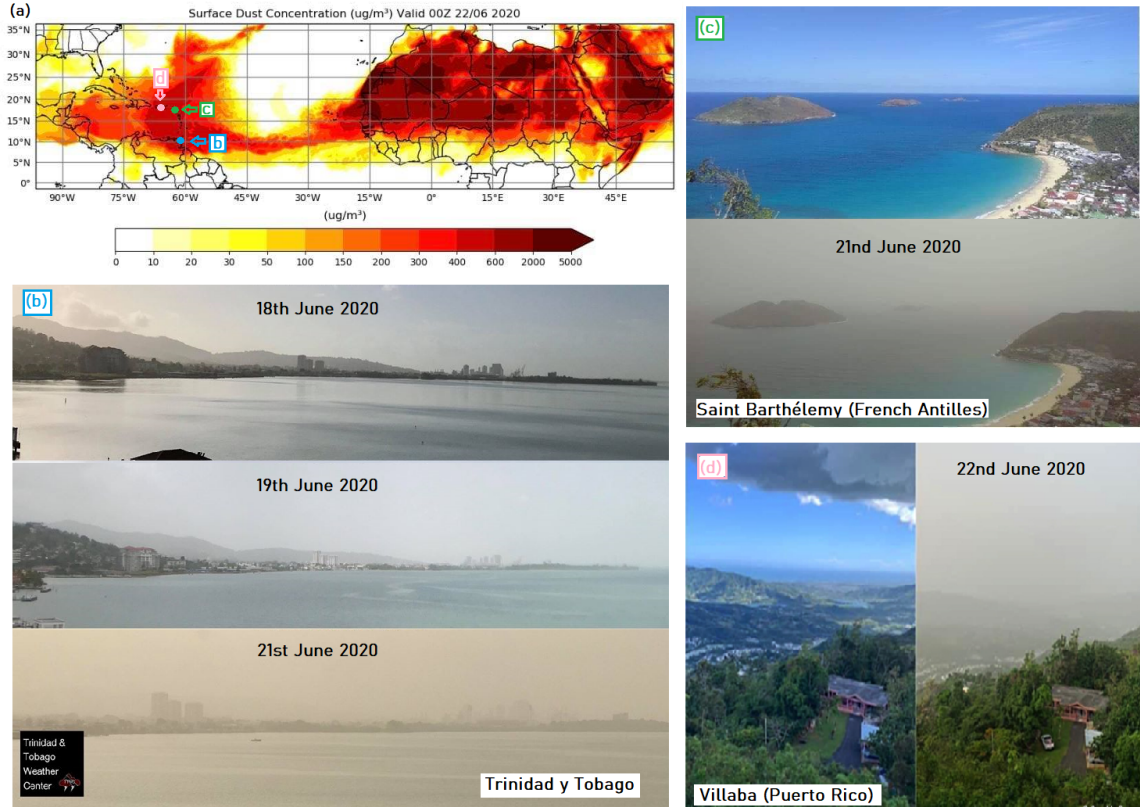 (a)
Surface Dust Concentration (ug/m³) Valid 00Z 22/06 2020
35°N
30°N
25°N
20°N
15°N
10°N
5°N
0°
d
c
b
90°W 75°W 60°W 45°W 30°W 15°W 0° 15°E 30°E 45°E
(ug/m³)
0 10 20 30 50 100 150 200 300 400 600 2000 5000
(b)
18th June 2020
19th June 2020
21st June 2020
Trinidad &
Tobago
Weather
Center
Trinidad y Tobago
(c)
21nd June 2020
Saint Barthélemy (French Antilles)
(d)
22nd June 2020
Villaba (Puerto Rico)